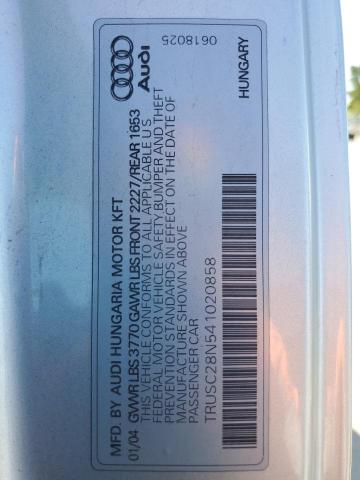 MFD. BY AUDI HUNGARIA MOTOR KFT
01/04 GVWR LBS 3770 GAWR LBS FRONT 2227/REAR 1653
THIS VEHICLE CONFORMS TO ALL APPLICABLE U S
FEDERAL MOTOR VEHICLE SAFETY BUMPER AND THEFT
PREVENTION STANDARDS IN EFFECT ON THE DATE OF
MANUFACTURE SHOWN ABOVE
PASSENGER CAR
TRUSC28N541020858
Audi
0618025
HUNGARY